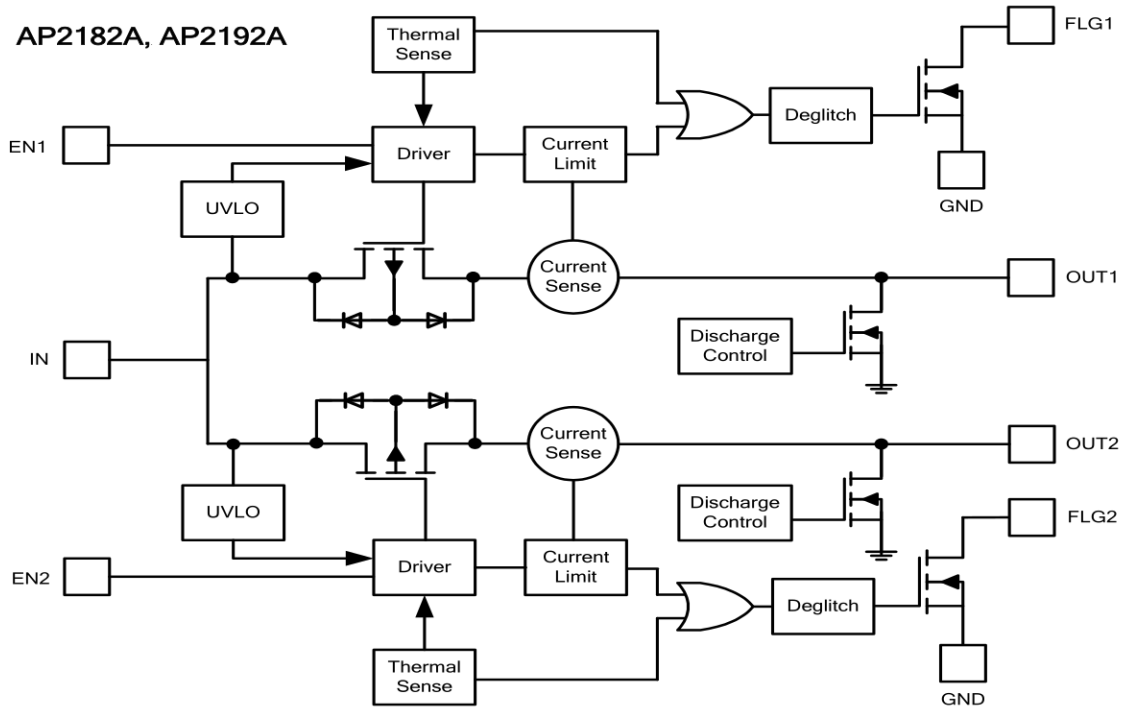 AP2182A, AP2192A
Thermal
Sense
FLG1
Deglitch
EN1
Driver
Current
Limit
UVLO
GND
Current
Sense
OUT1
Discharge
Control
IN
Current
Sense
OUT2
Discharge
Control
UVLO
FLG2
EN2
Driver
Current
Limit
Deglitch
Thermal
Sense
GND